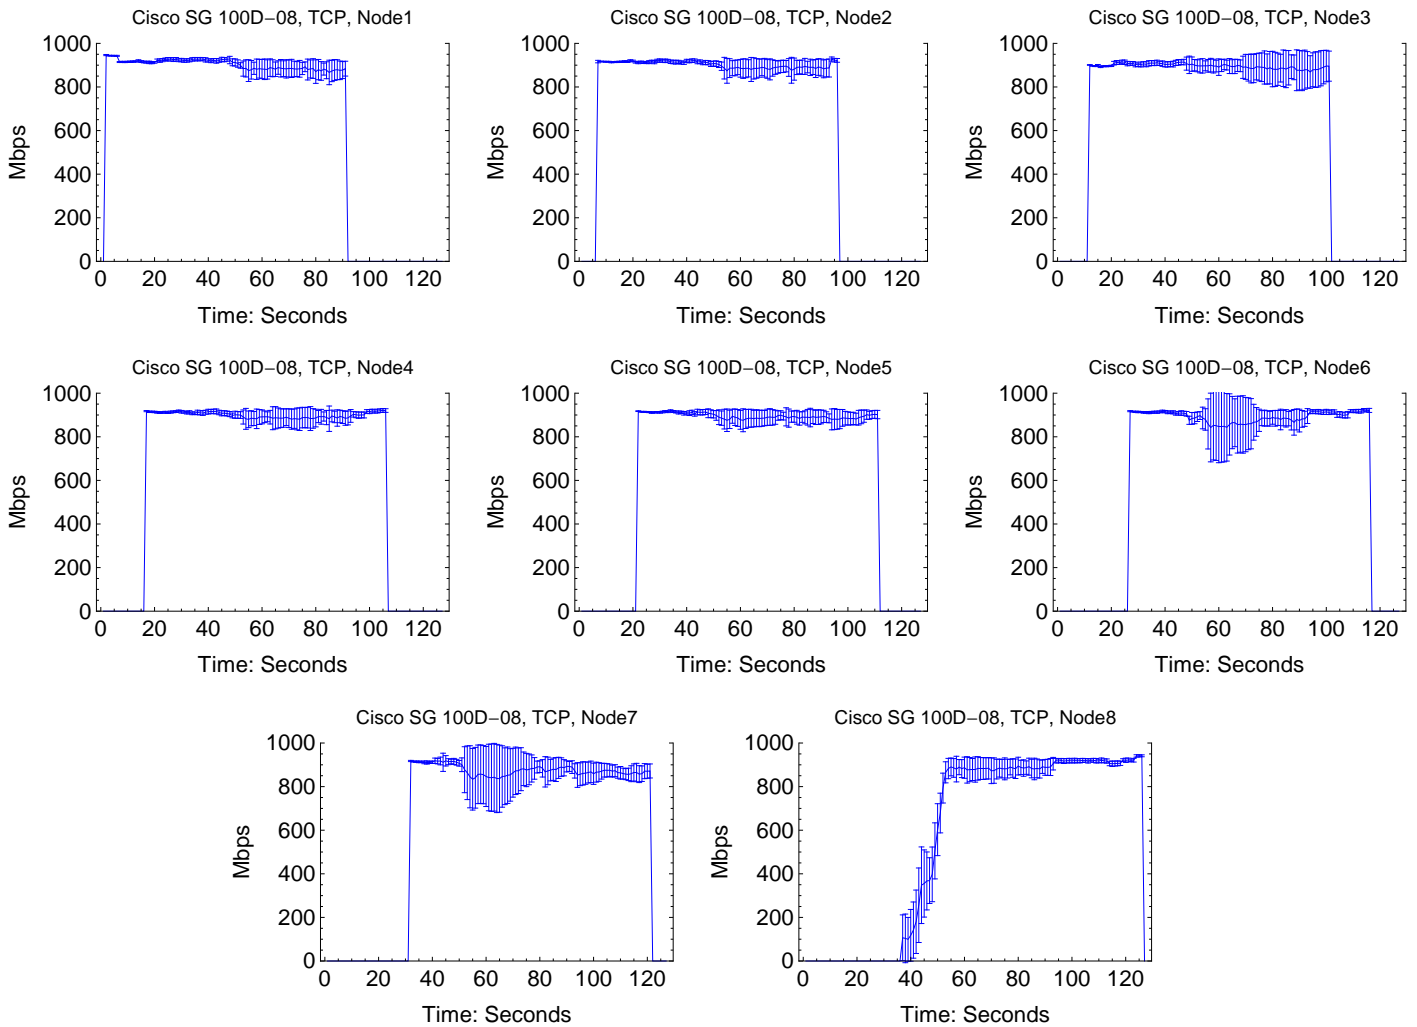 Cisco SG 100D−08, TCP, Node1
Mbps
1000
800
600
400
200
0
0 20 40 60 80 100 120
Time: Seconds
Cisco SG 100D−08, TCP, Node2
Mbps
1000
800
600
400
200
0
0 20 40 60 80 100 120
Time: Seconds
Cisco SG 100D−08, TCP, Node3
Mbps
1000
800
600
400
200
0
0 20 40 60 80 100 120
Time: Seconds
Cisco SG 100D−08, TCP, Node4
Mbps
1000
800
600
400
200
0
0 20 40 60 80 100 120
Time: Seconds
Cisco SG 100D−08, TCP, Node5
Mbps
1000
800
600
400
200
0
0 20 40 60 80 100 120
Time: Seconds
Cisco SG 100D−08, TCP, Node6
Mbps
1000
800
600
400
200
0
0 20 40 60 80 100 120
Time: Seconds
Cisco SG 100D−08, TCP, Node7
Mbps
1000
800
600
400
200
0
0 20 40 60 80 100 120
Time: Seconds
Cisco SG 100D−08, TCP, Node8
Mbps
1000
800
600
400
200
0
0 20 40 60 80 100 120
Time: Seconds